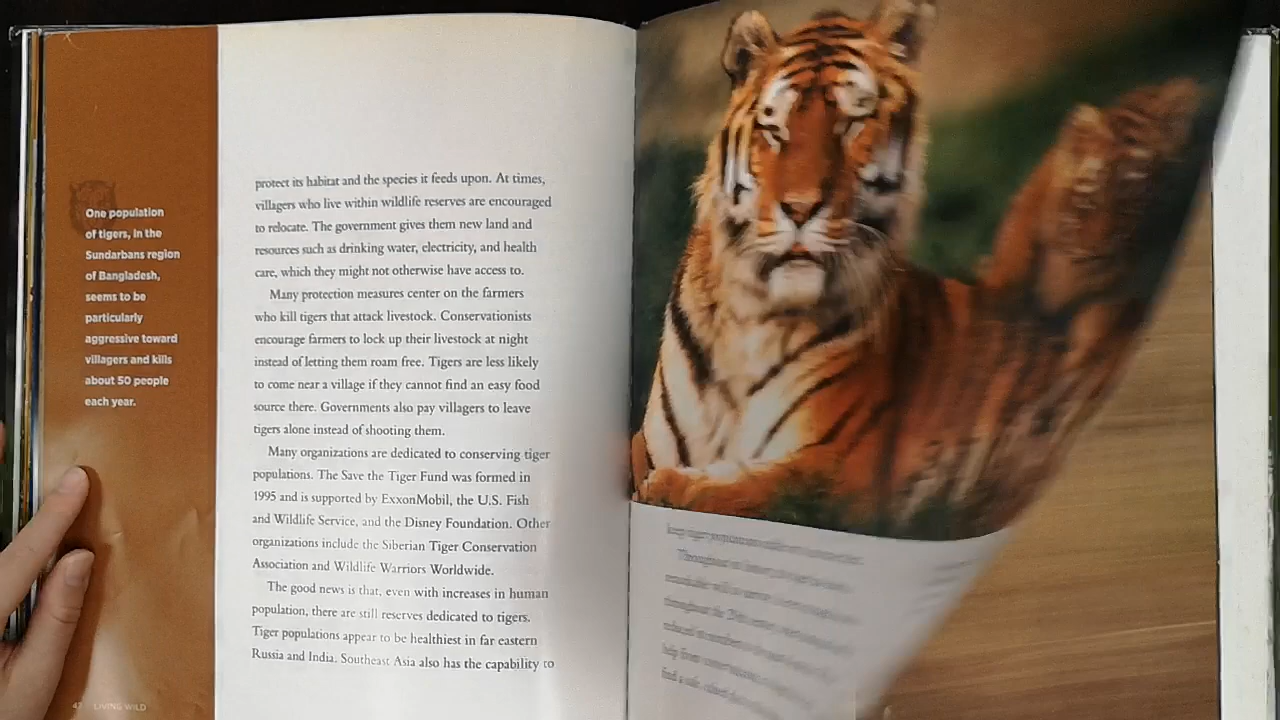 One population
of tigers, in the
Sundarbans region
of Bangladesh,
seems to be
particularly
aggressive toward
villagers and kills
about 50 people
each year.
protect its habitat and the species it feeds upon. At times,
villagers who live within wildlife reserves are encouraged
to relocate. The government gives them new land and
resources such as drinking water, electricity, and health
care, which they might not otherwise have access to.
Many protection measures center on the farmers
who kill tigers that attack livestock. Conservationists
encourage farmers to lock up their livestock at night
instead of letting them roam free. Tigers are less likely
to come near a village if they cannot find an easy food
source there. Governments also pay villagers to leave
tigers alone instead of shooting them.
Many organizations are dedicated to conserving tiger
populations. The Save the Tiger Fund was formed in
1995 and is supported by ExxonMobil, the U.S. Fish
and Wildlife Service, and the Disney Foundation. Other
organizations include the Siberian Tiger Conservation
Association and Wildlife Warriors Worldwide.
The good news is that, even with increases in human
population, there are still reserves dedicated to tigers.
Tiger populations appear to be healthiest in far eastern
Russia and India. Southeast Asia also has the capability to
LIVING WILD
Throughout
throughout the
find a safe,